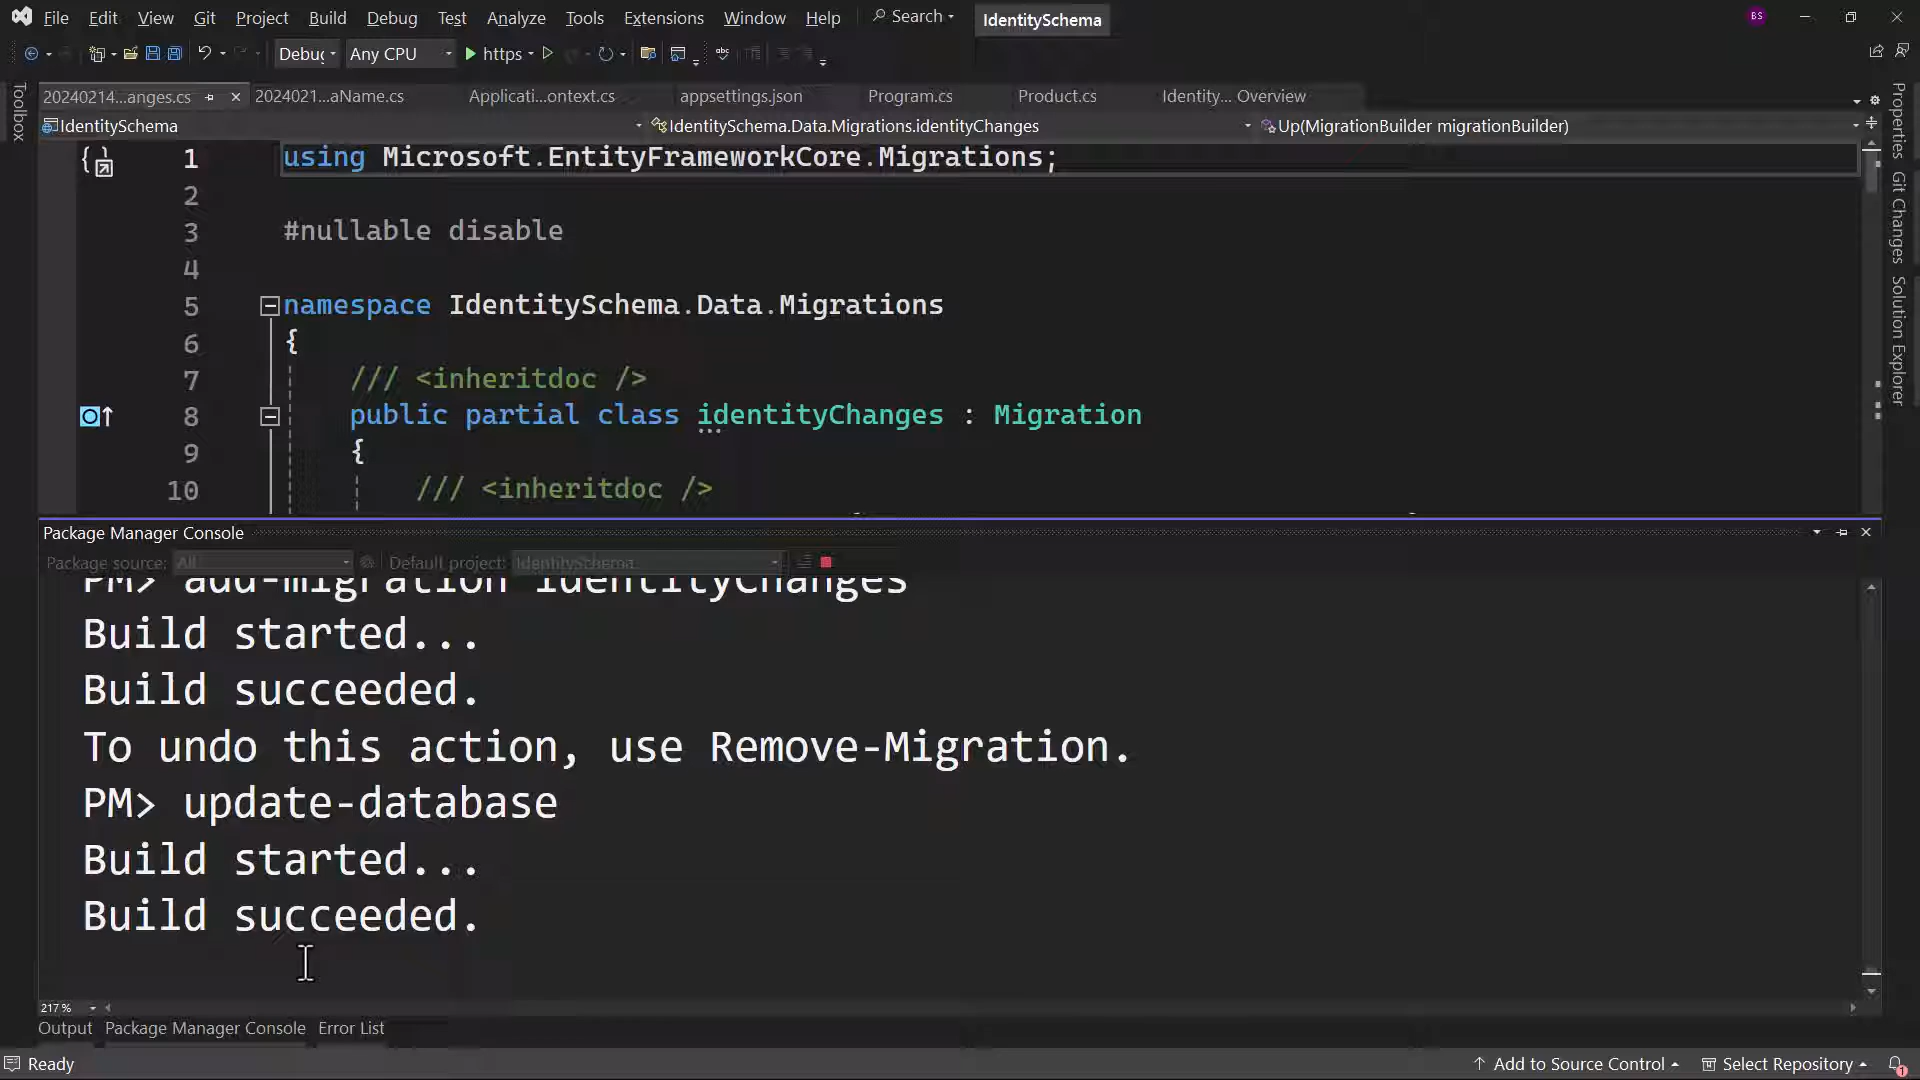 File Edit View Git Project Build Debug Test Analyze Tools Extensions Window Help Search IdentitySchema BS
Debug Any CPU https
20240214...anges.cs 2024021...aName.cs Applicati...ontext.cs appsettings.json Program.cs Product.cs Identity... Overview
IdentitySchema IdentitySchema.Data.Migrations.identityChanges Up(MigrationBuilder migrationBuilder)
Toolbox
Properties
Git Changes
Solution Explorer
1 using Microsoft.EntityFrameworkCore.Migrations;
2
3 #nullable disable
4
5 namespace IdentitySchema.Data.Migrations
6 {
7 /// <inheritdoc />
8 public partial class identityChanges : Migration
9 {
10 /// <inheritdoc />
Package Manager Console
Package source: All Default project: IdentitySchema
PM> add-migration identityChanges
Build started...
Build succeeded.
To undo this action, use Remove-Migration.
PM> update-database
Build started...
Build succeeded.
217 %
Output Package Manager Console Error List
Ready Add to Source Control Select Repository 1